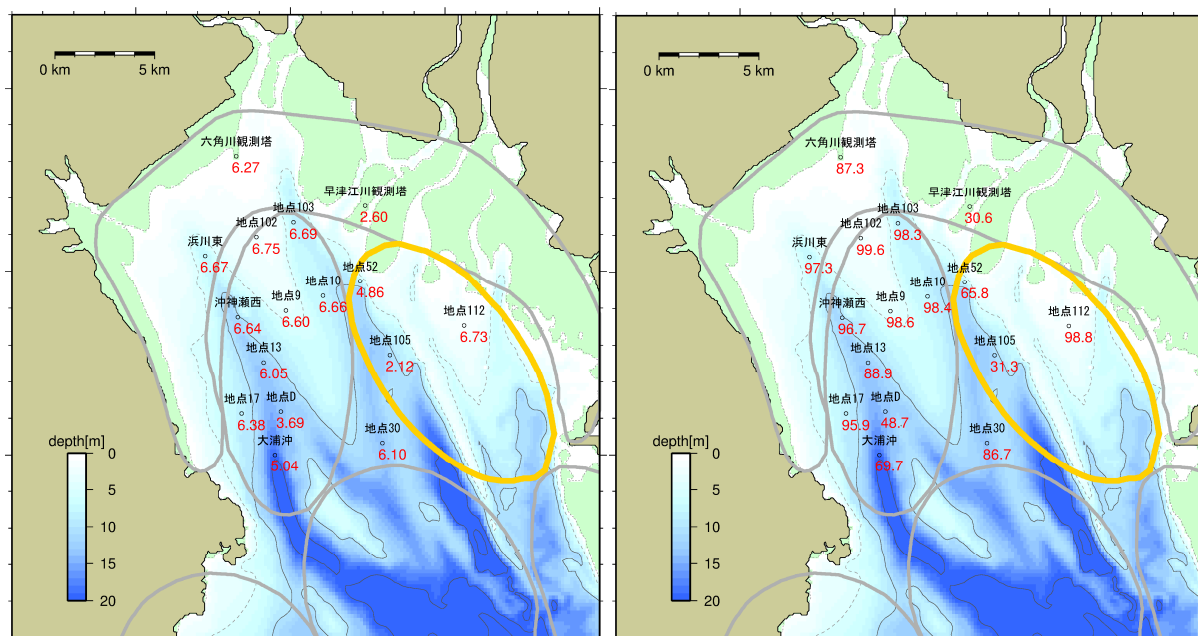 0 km 5 km
六角川観測塔
6.27
早津江川観測塔
2.60
地点103
6.69
地点102
6.75
浜川東
6.67
地点52
4.86
地点10
6.66
地点9
6.60
沖神瀬西
6.64
地点112
6.73
地点13
6.05
地点105
2.12
地点17
6.38
地点D
3.69
地点30
6.10
大浦沖
5.04
depth[m]
0
5
10
15
20
0 km 5 km
六角川観測塔
87.3
早津江川観測塔
30.6
地点103
98.3
地点102
99.6
浜川東
97.3
地点52
65.8
地点10
98.4
地点9
98.6
沖神瀬西
96.7
地点112
98.8
地点13
88.9
地点105
31.3
地点17
95.9
地点D
48.7
地点30
86.7
大浦沖
69.7
depth[m]
0
5
10
15
20